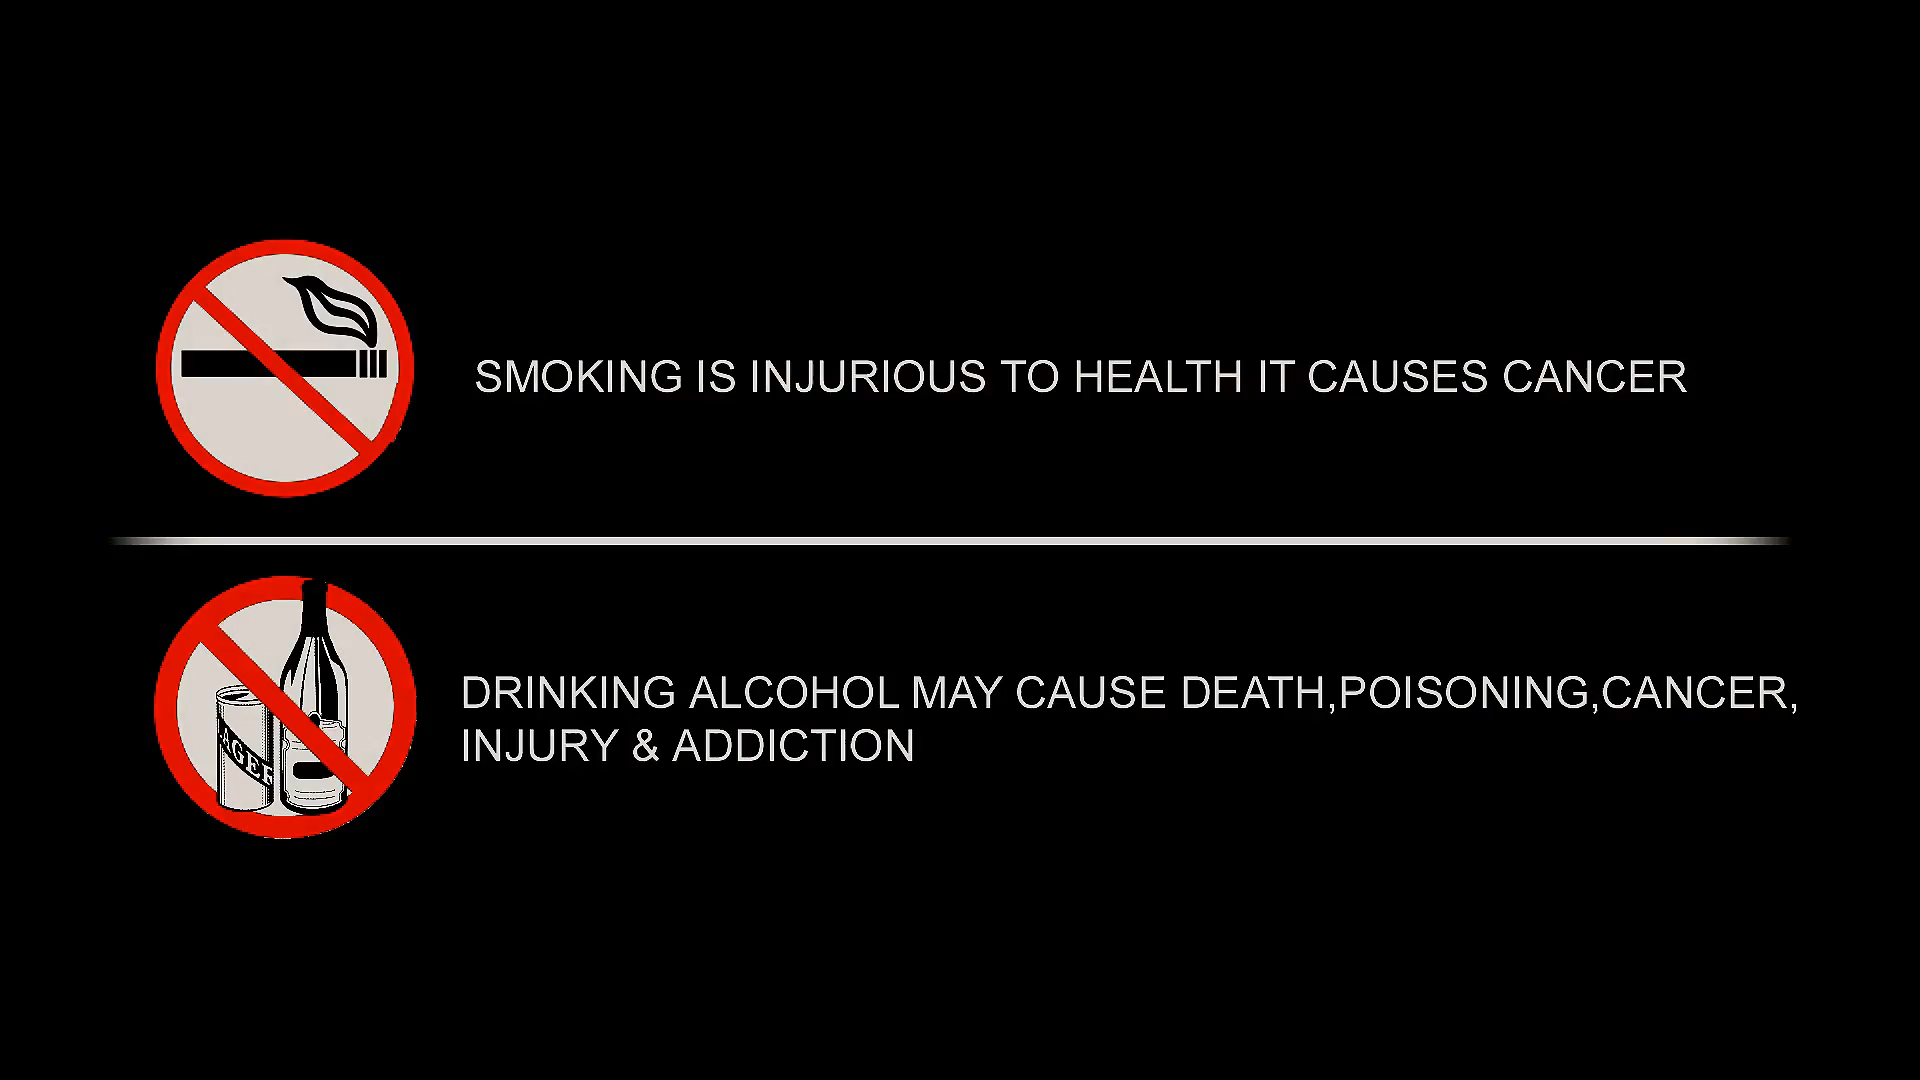 SMOKING IS INJURIOUS TO HEALTH IT CAUSES CANCER
DRINKING ALCOHOL MAY CAUSE DEATH,POISONING,CANCER,
INJURY & ADDICTION